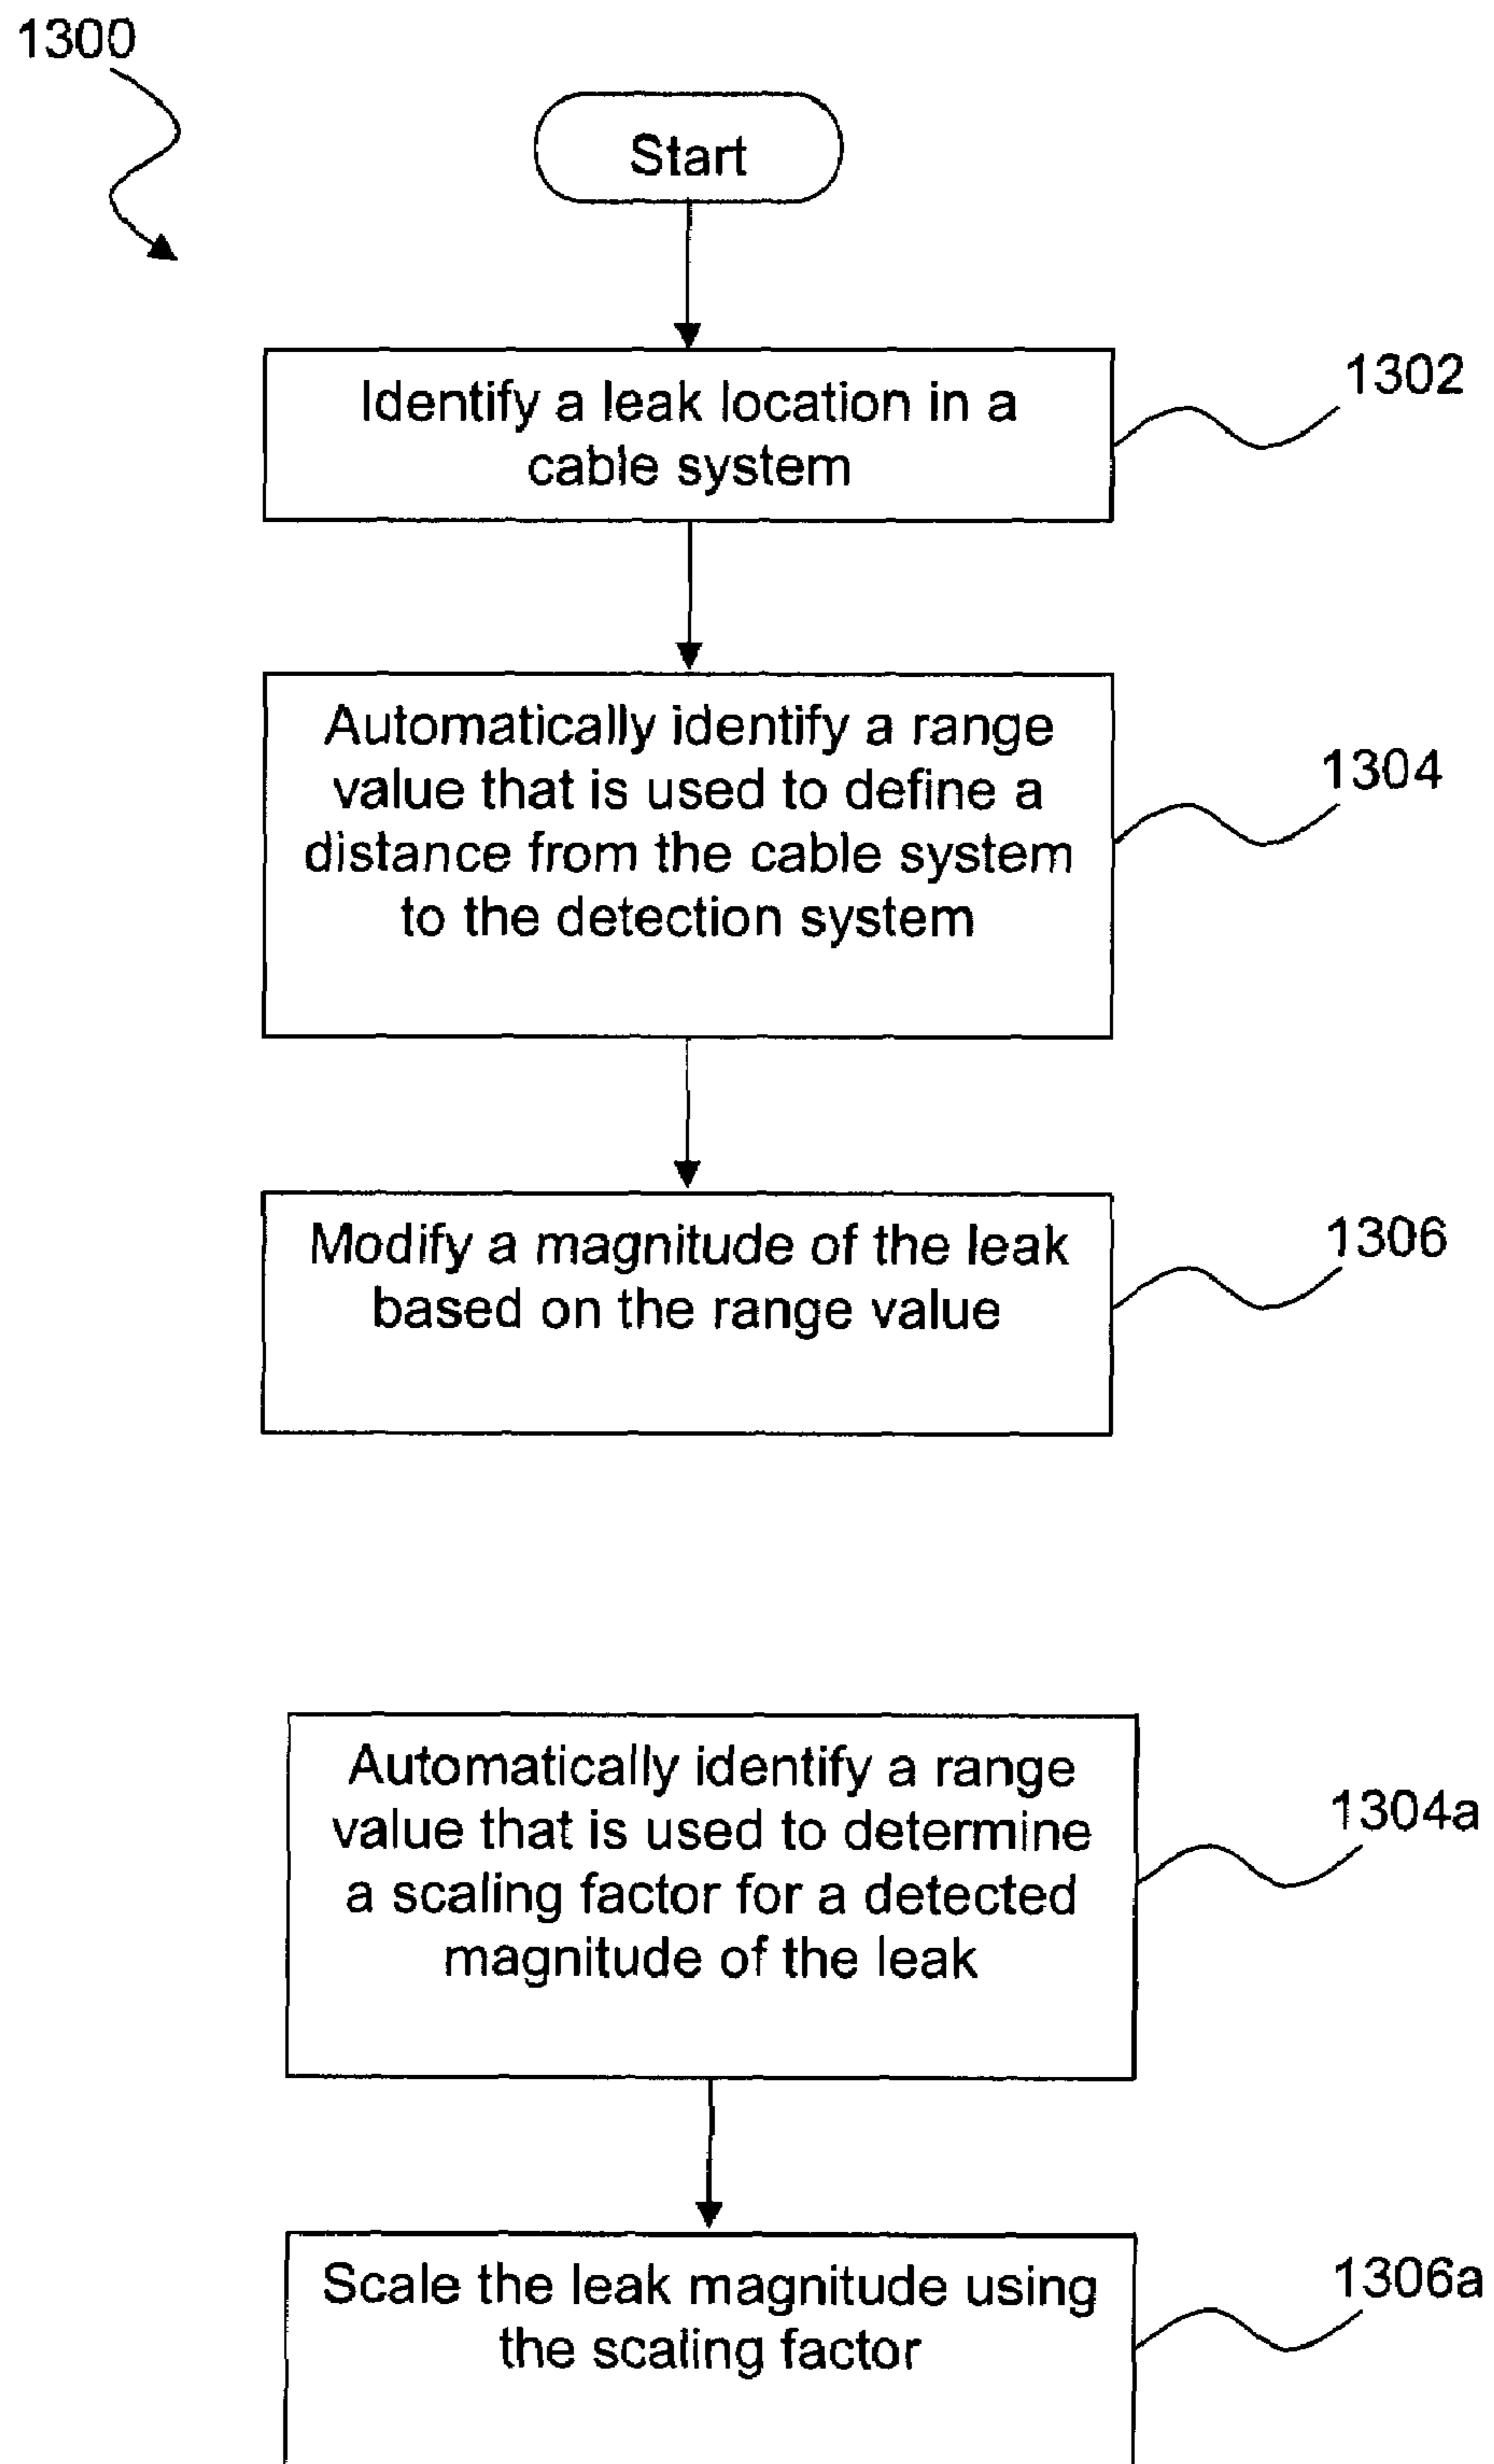 1300
Start
Identify a leak location in a
cable system
1302
Automatically identify a range
value that is used to define a
distance from the cable system
to the detection system
1304
Modify a magnitude of the leak
based on the range value
1306
Automatically identify a range
value that is used to determine
a scaling factor for a detected
magnitude of the leak
1304a
Scale the leak magnitude using
the scaling factor
1306a